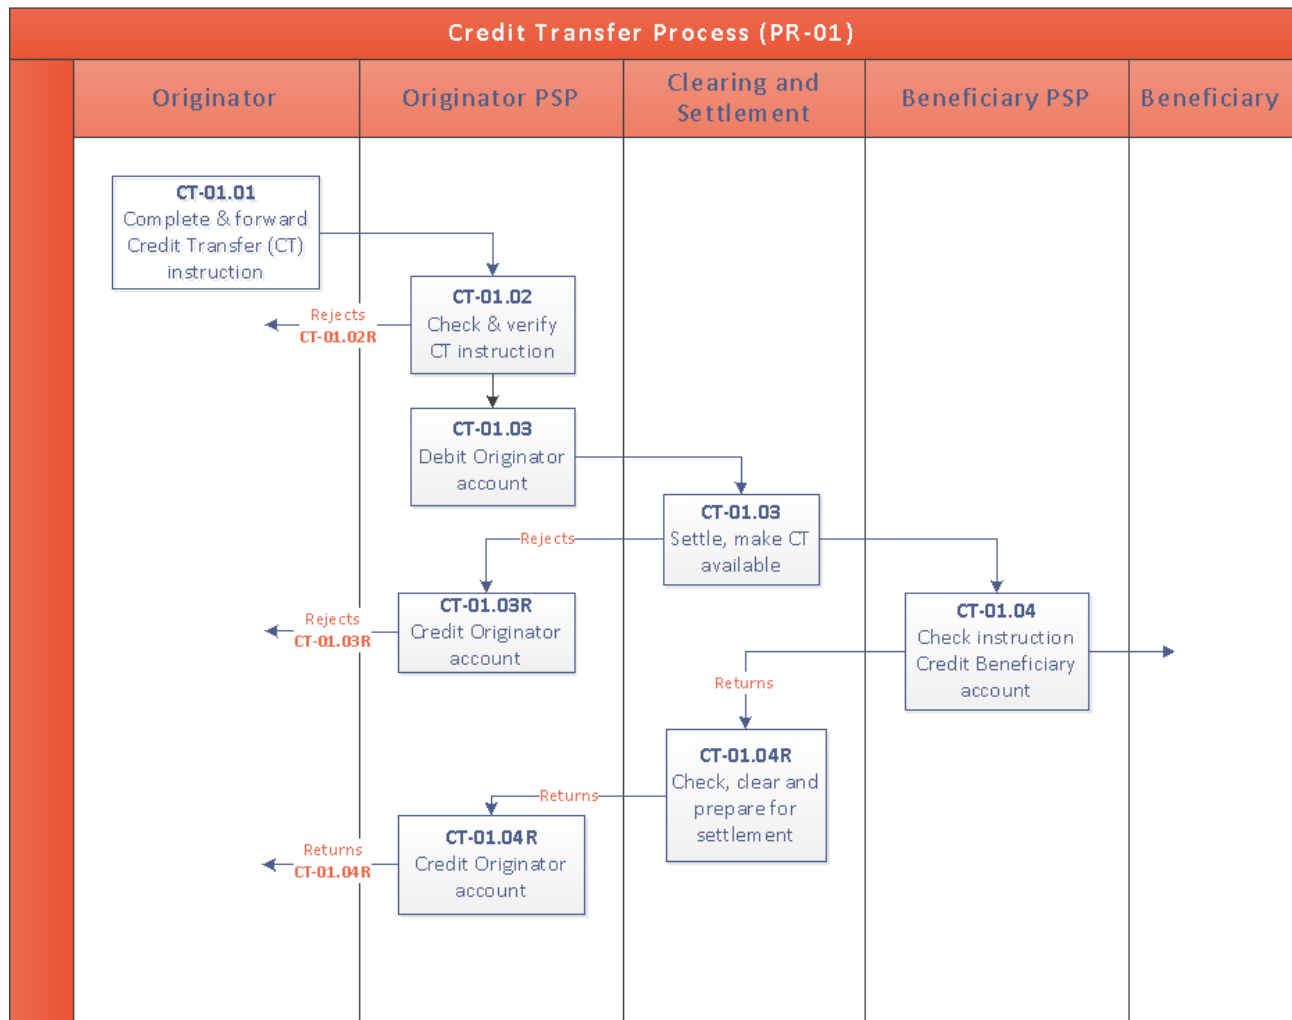 Credit Transfer Process (PR-01)
Originator
Originator PSP
Clearing and
Settlement
Beneficiary PSP
Beneficiary
CT-01.01
Complete & forward
Credit Transfer (CT)
instruction
CT-01.02
Check & verify
CT instruction
Rejects
CT-01.02R
CT-01.03
Debit Originator
account
CT-01.03
Settle, make CT
available
Rejects
CT-01.03R
Credit Originator
account
Rejects
CT-01.03R
CT-01.04
Check instruction
Credit Beneficiary
account
Returns
CT-01.04R
Check, clear and
prepare for
settlement
Returns
CT-01.04R
Credit Originator
account
Returns
CT-01.04R